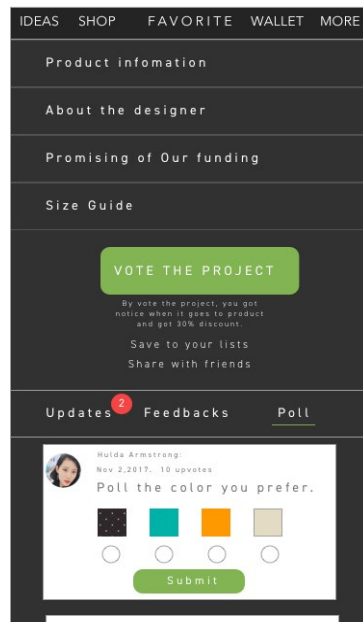 IDEAS SHOP FAVORITE WALLET MORE
Product infomation
About the designer
Promising of Our funding
Size Guide
VOTE THE PROJECT
By vote the project, you got
notice when it goes to product
and got 30% discount.
Save to your lists
Share with friends
Updates 2 Feedbacks Poll
Hulda Armstrong:
Nov 2,2017. 10 upvotes
Poll the color you prefer.
Submit